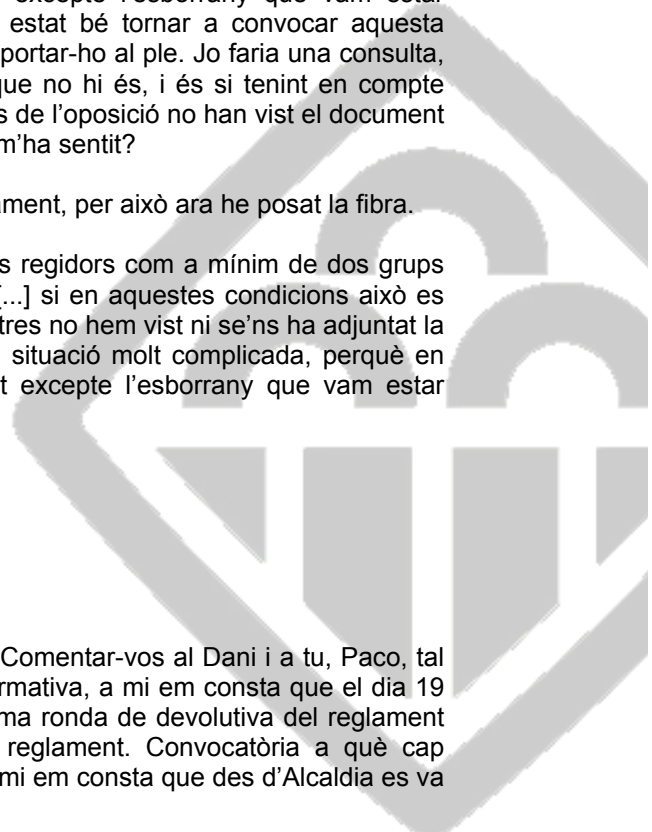 excepte l'esborrany que vam estar
estat bé tornar a convocar aquesta
portar-ho al ple. Jo faria una consulta,
que no hi és, i és si tenint en compte
s de l'oposició no han vist el document
m'ha sentit?
ament, per això ara he posat la fibra.
s regidors com a mínim de dos grups
[...] si en aquestes condicions això es
tres no hem vist ni se'ns ha adjuntat la
situació molt complicada, perquè en
t excepte l'esborrany que vam estar
Comentar-vos al Dani i a tu, Paco, tal
rmativa, a mi em consta que el dia 19
ma ronda de devolutiva del reglament
reglament. Convocatòria a què cap
mi em consta que des d'Alcaldia es va